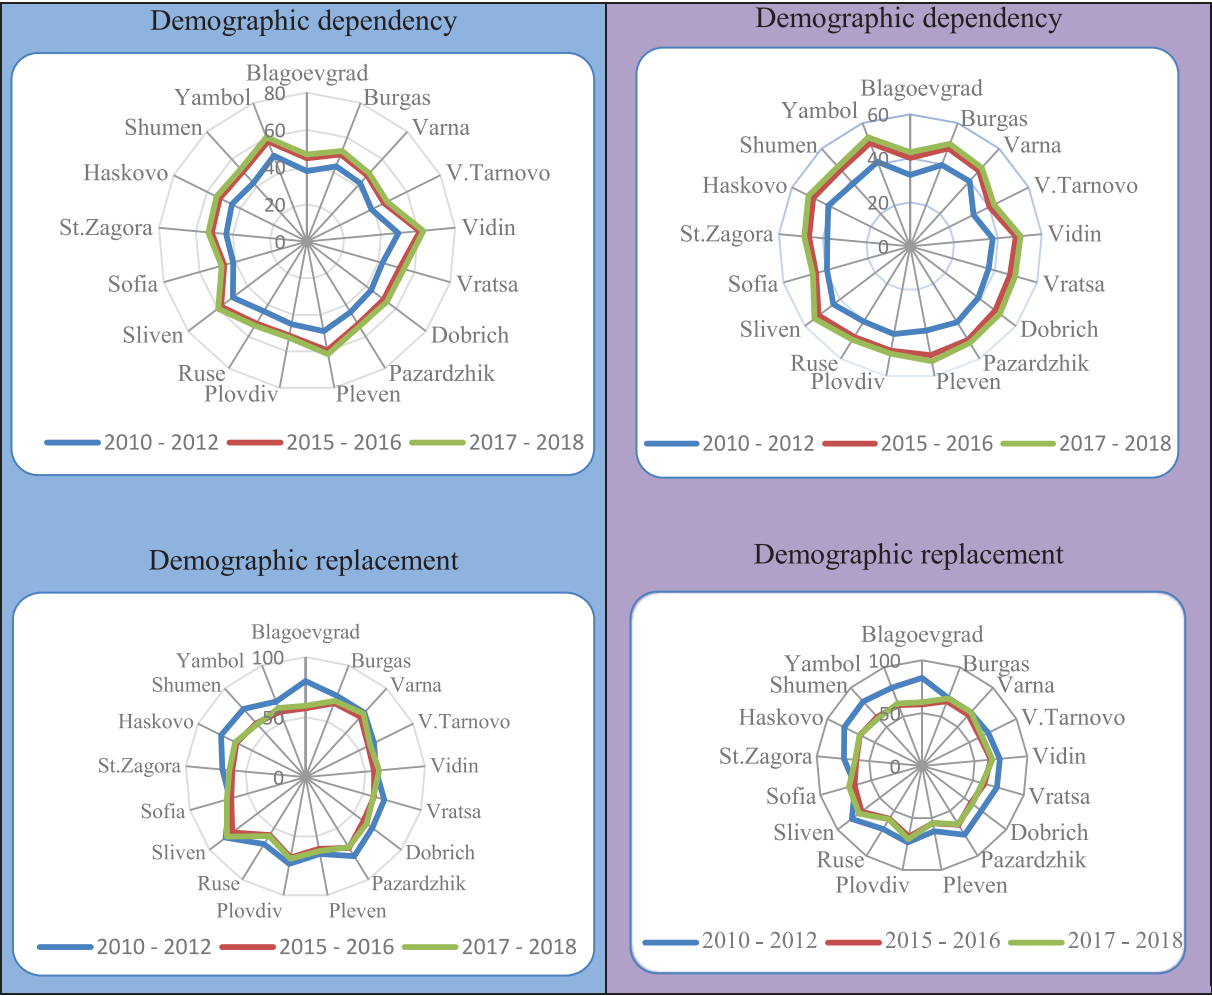 Demographic dependency
Blagoevgrad
80
Yambol
Burgas
Shumen
60
Varna
Haskovo
40
V.Tarnovo
20
St.Zagora
0
Vidin
Sofia
Vratsa
Sliven
Dobrich
Ruse
Pazardzhik
Plovdiv
Pleven
2010 - 2012
2015 - 2016
2017 - 2018
Demographic dependency
Blagoevgrad
60
Yambol
Burgas
Shumen
40
Varna
Haskovo
V.Tarnovo
20
St.Zagora
0
Vidin
Sofia
Vratsa
Sliven
Dobrich
Ruse
Pazardzhik
Plovdiv
Pleven
2010 - 2012
2015 - 2016
2017 - 2018
Demographic replacement
Blagoevgrad
100
Yambol
Burgas
Shumen
Varna
Haskovo
50
V.Tarnovo
St.Zagora
0
Vidin
Sofia
Vratsa
Sliven
Dobrich
Ruse
Pazardzhik
Plovdiv
Pleven
2010 - 2012
2015 - 2016
2017 - 2018
Demographic replacement
Blagoevgrad
100
Yambol
Burgas
Shumen
Varna
Haskovo
50
V.Tarnovo
St.Zagora
0
Vidin
Sofia
Vratsa
Sliven
Dobrich
Ruse
Pazardzhik
Plovdiv
Pleven
2010 - 2012
2015 - 2016
2017 - 2018